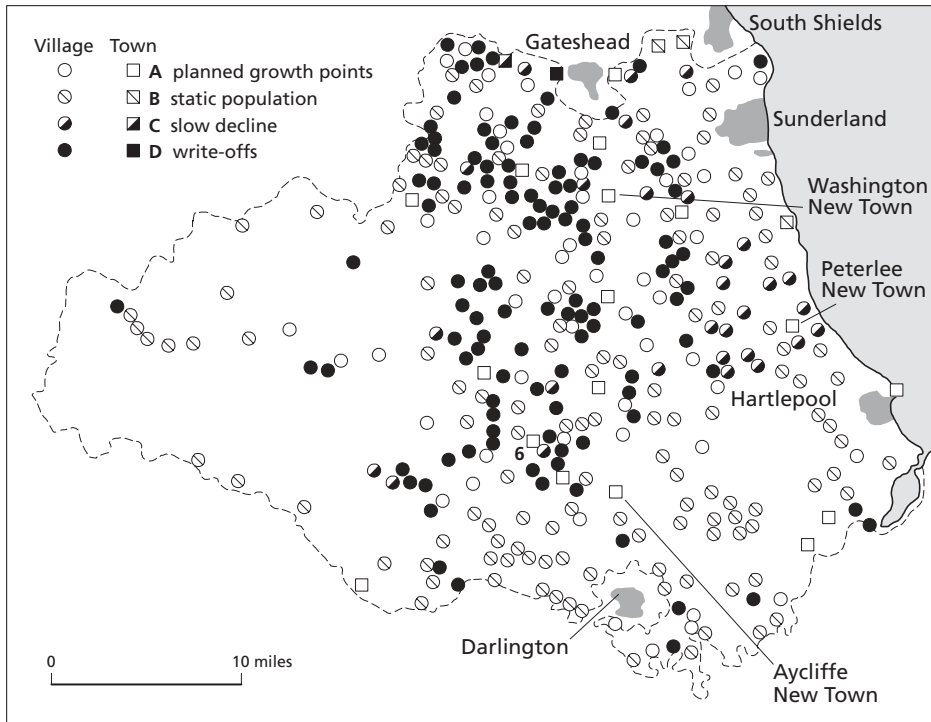 Village Town
A planned growth points
B static population
C slow decline
D write-offs
Gateshead
South Shields
Sunderland
Washington
New Town
Peterlee
New Town
Hartlepool
6
Darlington
Aycliffe
New Town
0 10 miles